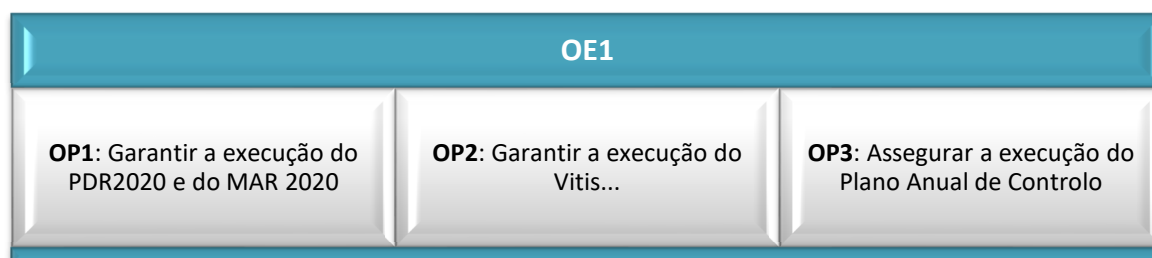 OE1
OP1: Garantir a execução do
PDR2020 e do MAR 2020
OP2: Garantir a execução do
Vitis...
OP3: Assegurar a execução do
Plano Anual de Controlo